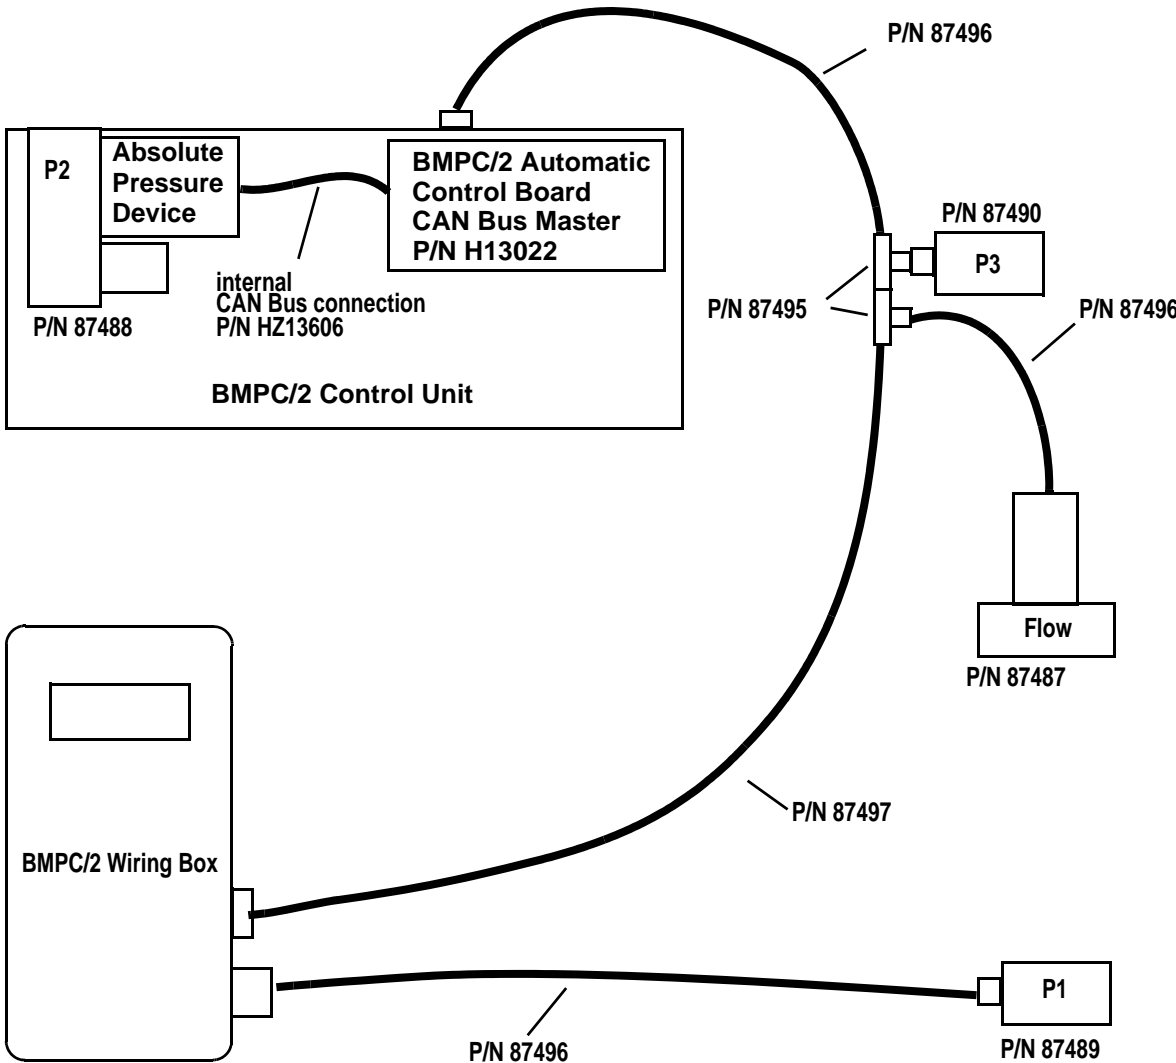 P/N 87496
P2
Absolute
Pressure
Device
BMPC/2 Automatic
Control Board
CAN Bus Master
P/N H13022
P/N 87490
P3
internal
CAN Bus connection
P/N HZ13606
P/N 87488
P/N 87495
P/N 87496
BMPC/2 Control Unit
Flow
P/N 87487
P/N 87497
BMPC/2 Wiring Box
P1
P/N 87496
P/N 87489